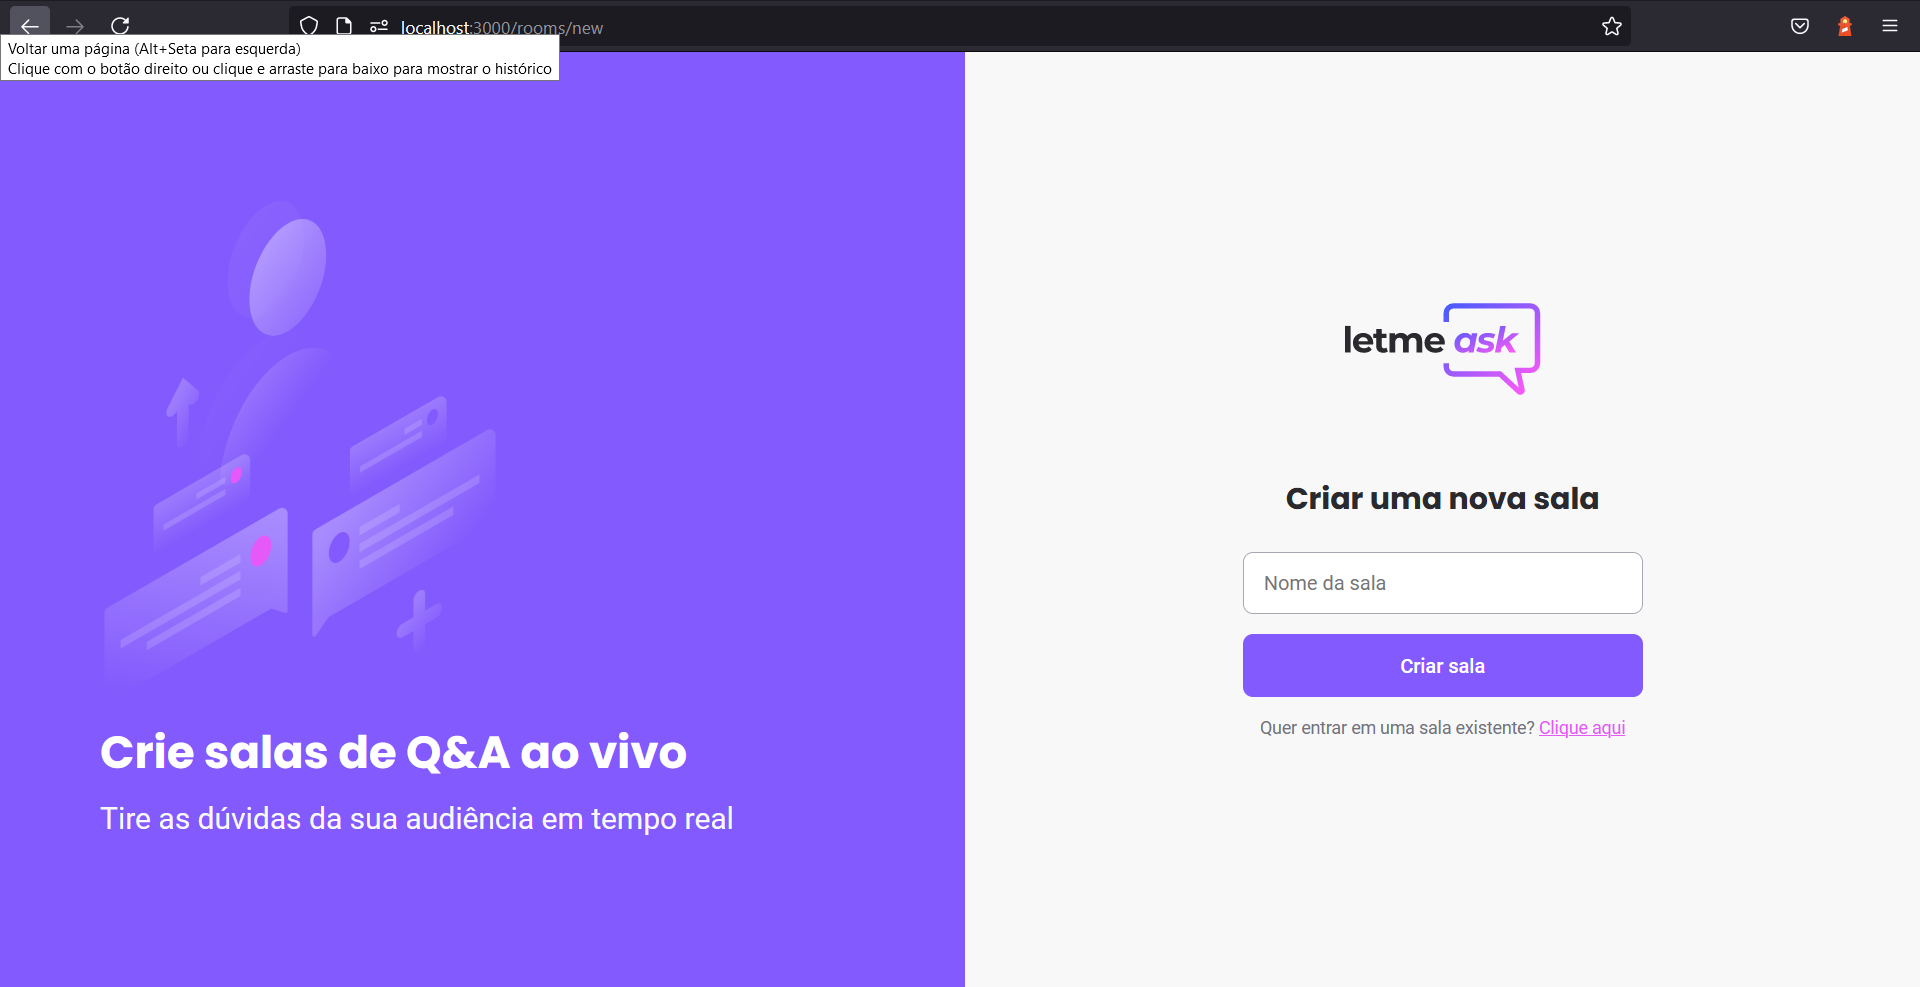 localhost:3000/rooms/new
Voltar uma página (Alt+Seta para esquerda)
Clique com o botão direito ou clique e arraste para baixo para mostrar o histórico
Crie salas de Q&A ao vivo
Tire as dúvidas da sua audiência em tempo real
letmeask
Criar uma nova sala
Nome da sala
Criar sala
Quer entrar em uma sala existente? Clique aqui